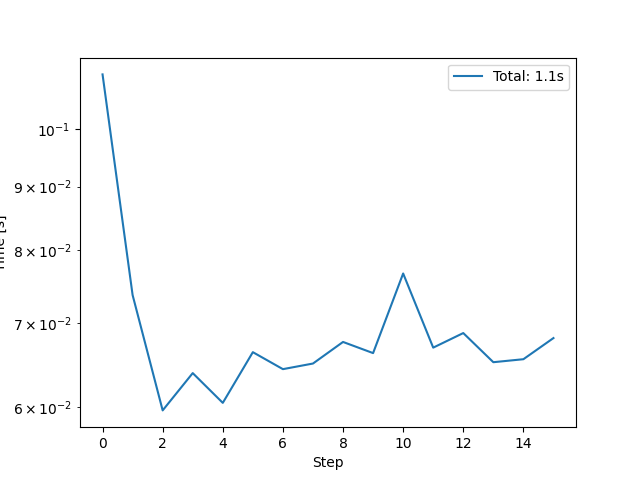 Total: 1.1s
10⁻¹
9 × 10⁻²
8 × 10⁻²
7 × 10⁻²
6 × 10⁻²
[s]
0 2 4 6 8 10 12 14
Step